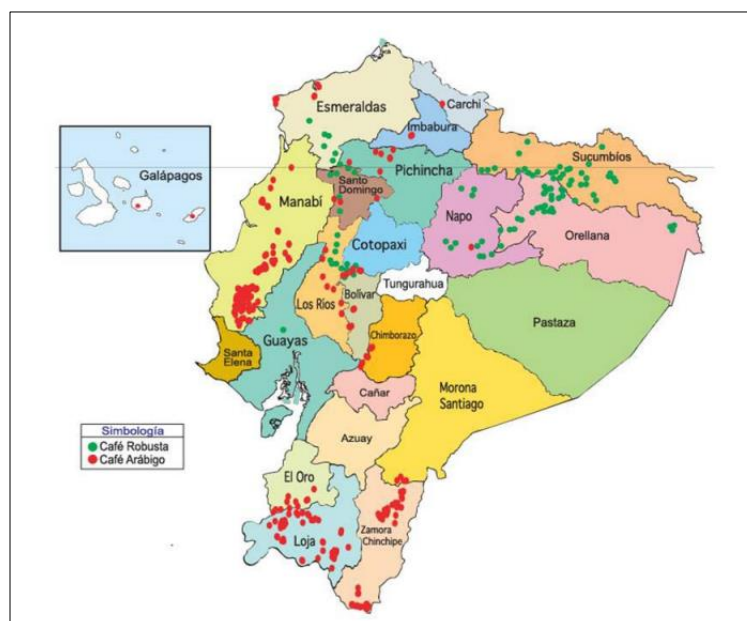 Esmeraldas
Carchi
Imbabura
Sucumbíos
Galápagos
Pichincha
Santo
Domingo
Manabí
Napo
Orellana
Cotopaxi
Tungurahua
Los Ríos
Bolívar
Pastaza
Chimborazo
Guayas
Santa
Elena
Morona
Santiago
Cañar
Azuay
Simbología
Café Robusta
Café Arábigo
El Oro
Loja
Zamora
Chinchipe